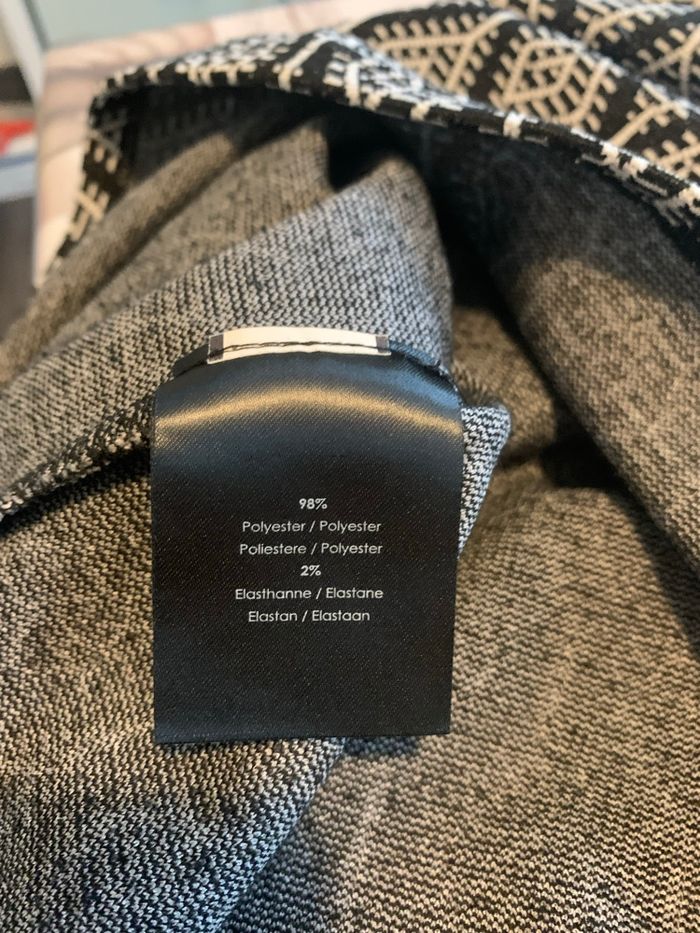 98%
Polyester / Polyester
Poliestere / Polyester
2%
Elasthanne / Elastane
Elastan / Elastaan